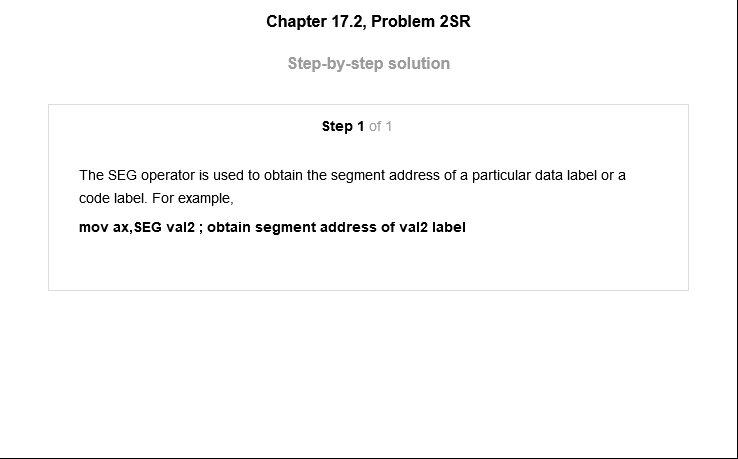 Chapter 17.2, Problem 2SR
Step-by-step solution
Step 1 of 1
The SEG operator is used to obtain the segment address of a particular data label or a
code label. For example,
mov ax,SEG val2 ; obtain segment address of val2 label